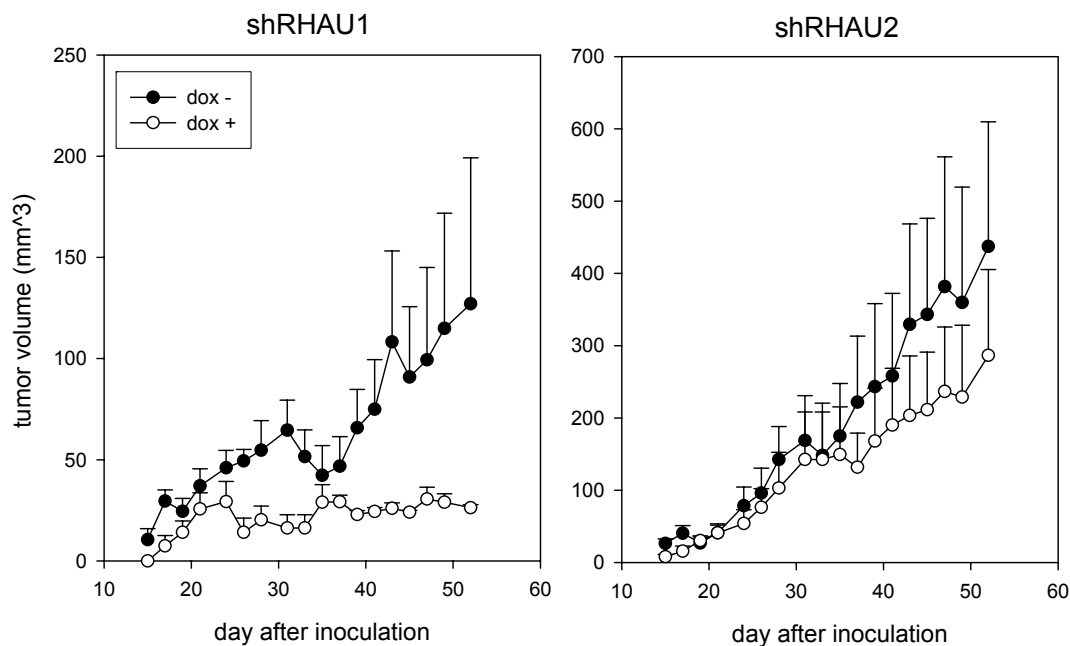 shRHAU1
shRHAU2
250
200
150
100
50
0
tumor volume (mm^3)
dox -
dox +
10 20 30 40 50 60
day after inoculation
700
600
500
400
300
200
100
0
10 20 30 40 50 60
day after inoculation